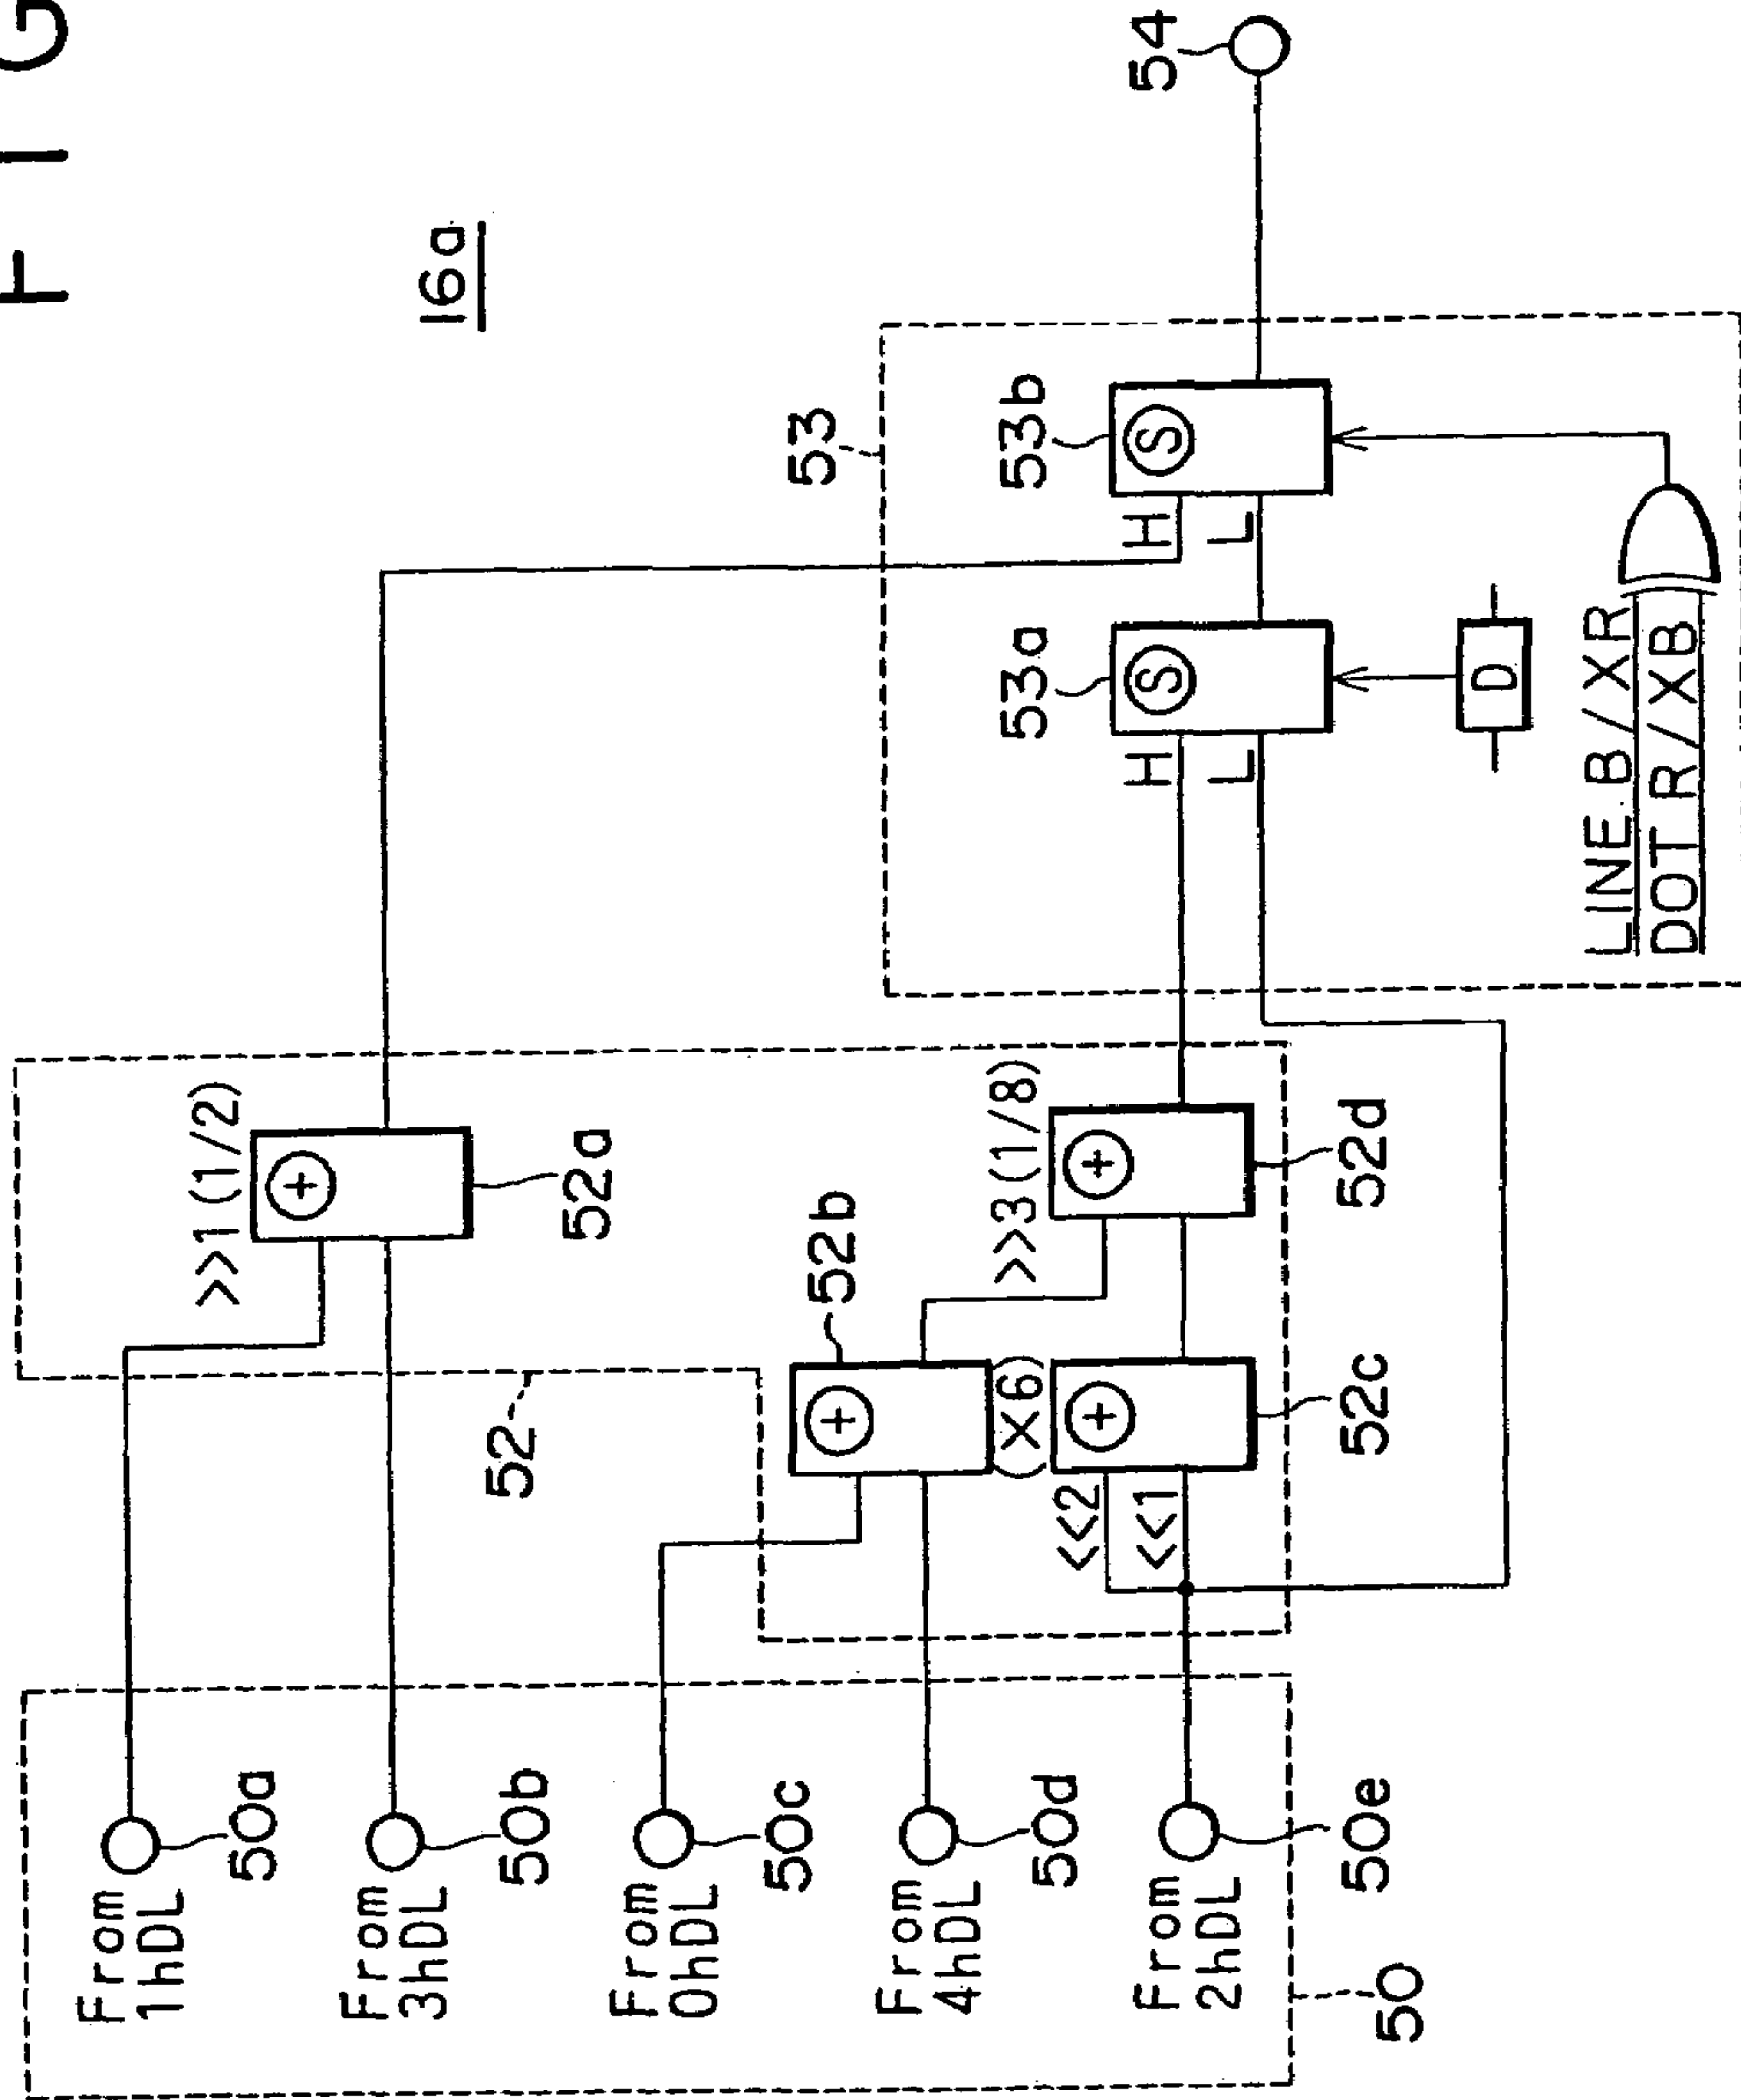 FIG
16a
From
1hDL
50a
From
3hDL
50b
From
0hDL
50c
From
4hDL
50d
From
2hDL
50e
50
52
>>1(1/2)
52a
52b
(×6)
<<2
<<1
52c
>>3(1/8)
52d
53
H
L
S
53a
D
H
L
S
53b
LINE B/XR
DOT R/XB
54